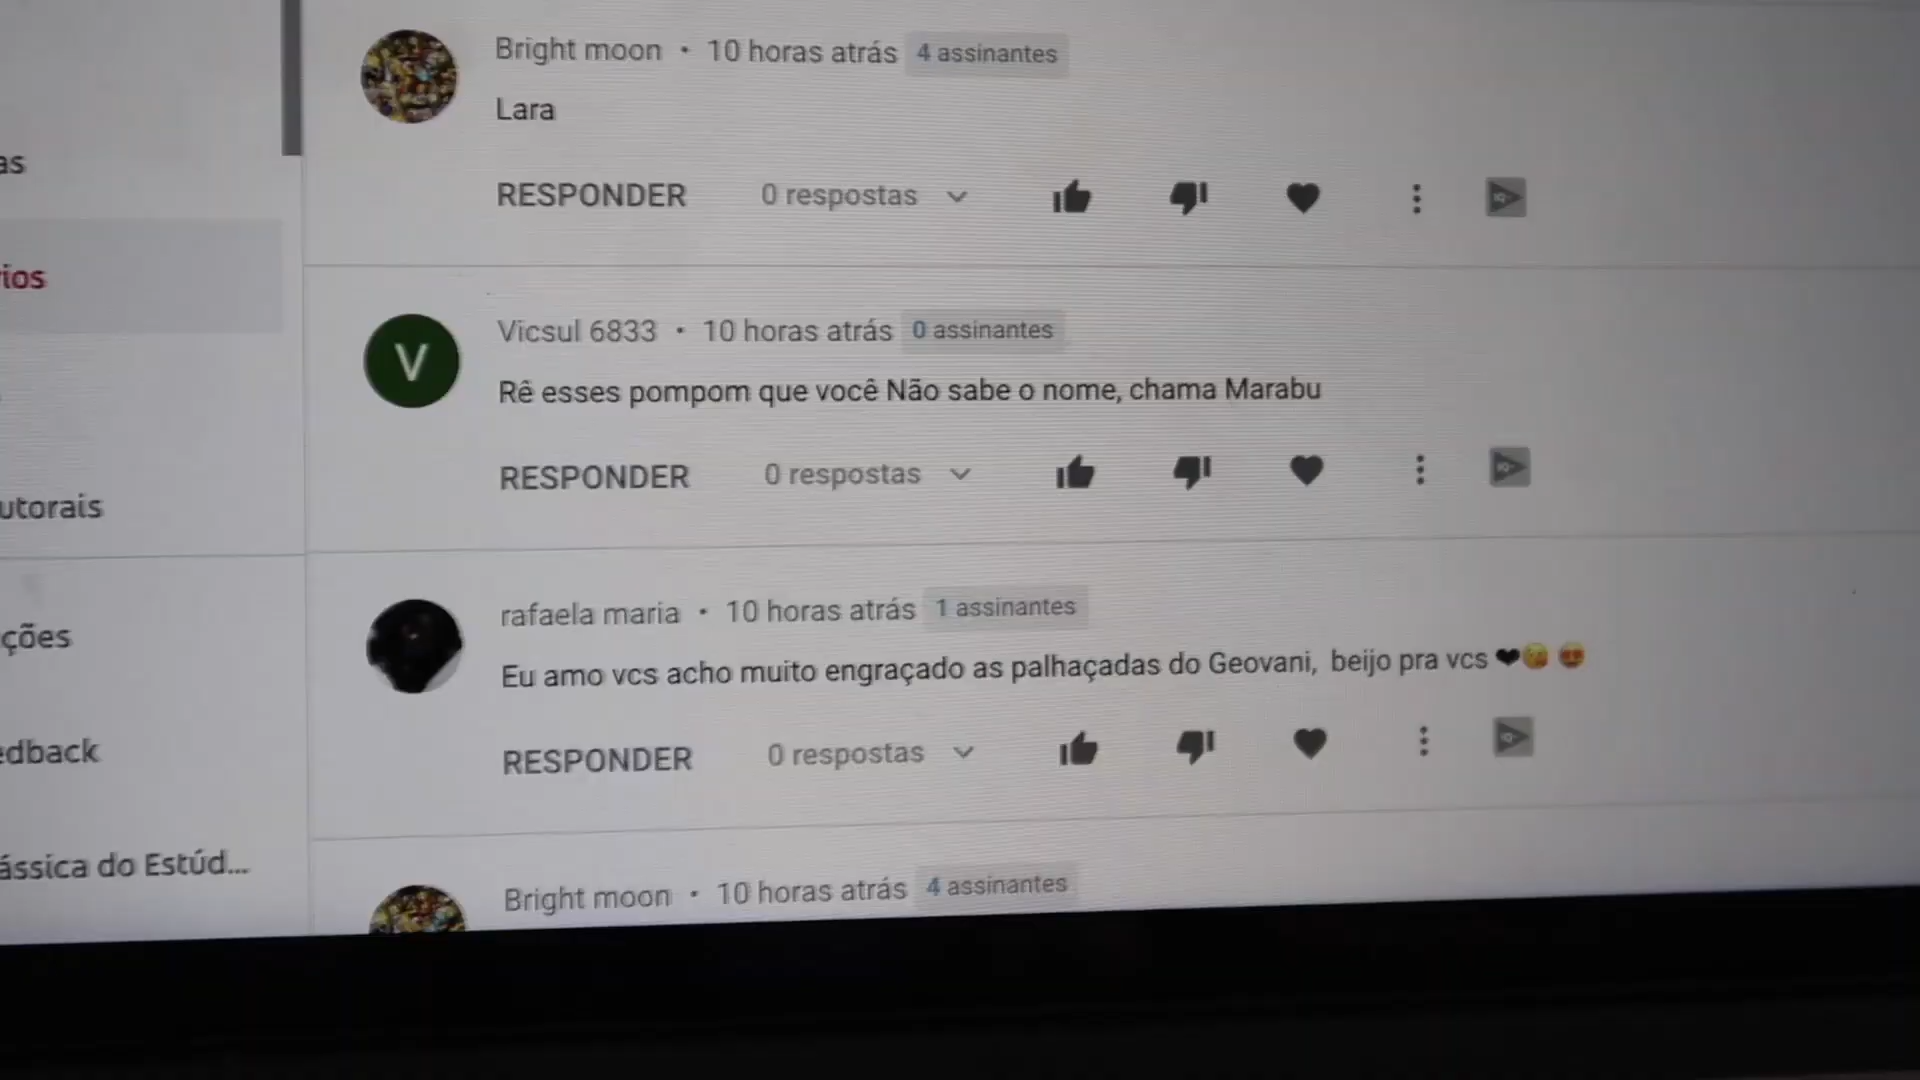 Bright moon • 10 horas atrás 4 assinantes
Lara
as
RESPONDER 0 respostas
ios
Vicsul 6833 • 10 horas atrás 0 assinantes
V
Rê esses pompom que você Não sabe o nome, chama Marabu
RESPONDER 0 respostas
utorais
rafaela maria • 10 horas atrás 1 assinantes
ções
Eu amo vcs acho muito engraçado as palhaçadas do Geovani, beijo pra vcs ❤😘 😍
edback
RESPONDER 0 respostas
ássica do Estúd...
Bright moon • 10 horas atrás 4 assinantes